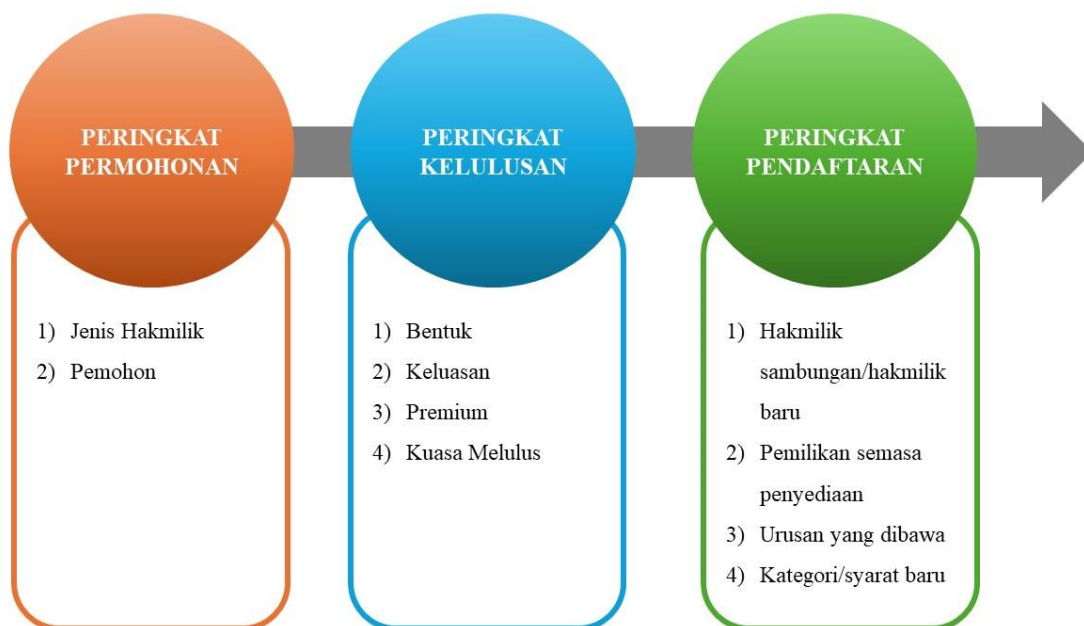 PERINGKAT
PERMOHONAN
1) Jenis Hakmilik
2) Pemohon
PERINGKAT
KELULUSAN
1) Bentuk
2) Keluasan
3) Premium
4) Kuasa Melulus
PERINGKAT
PENDAFTARAN
1) Hakmilik
sambungan/hakmilik
baru
2) Pemilikan semasa
penyediaan
3) Urusan yang dibawa
4) Kategori/syarat baru